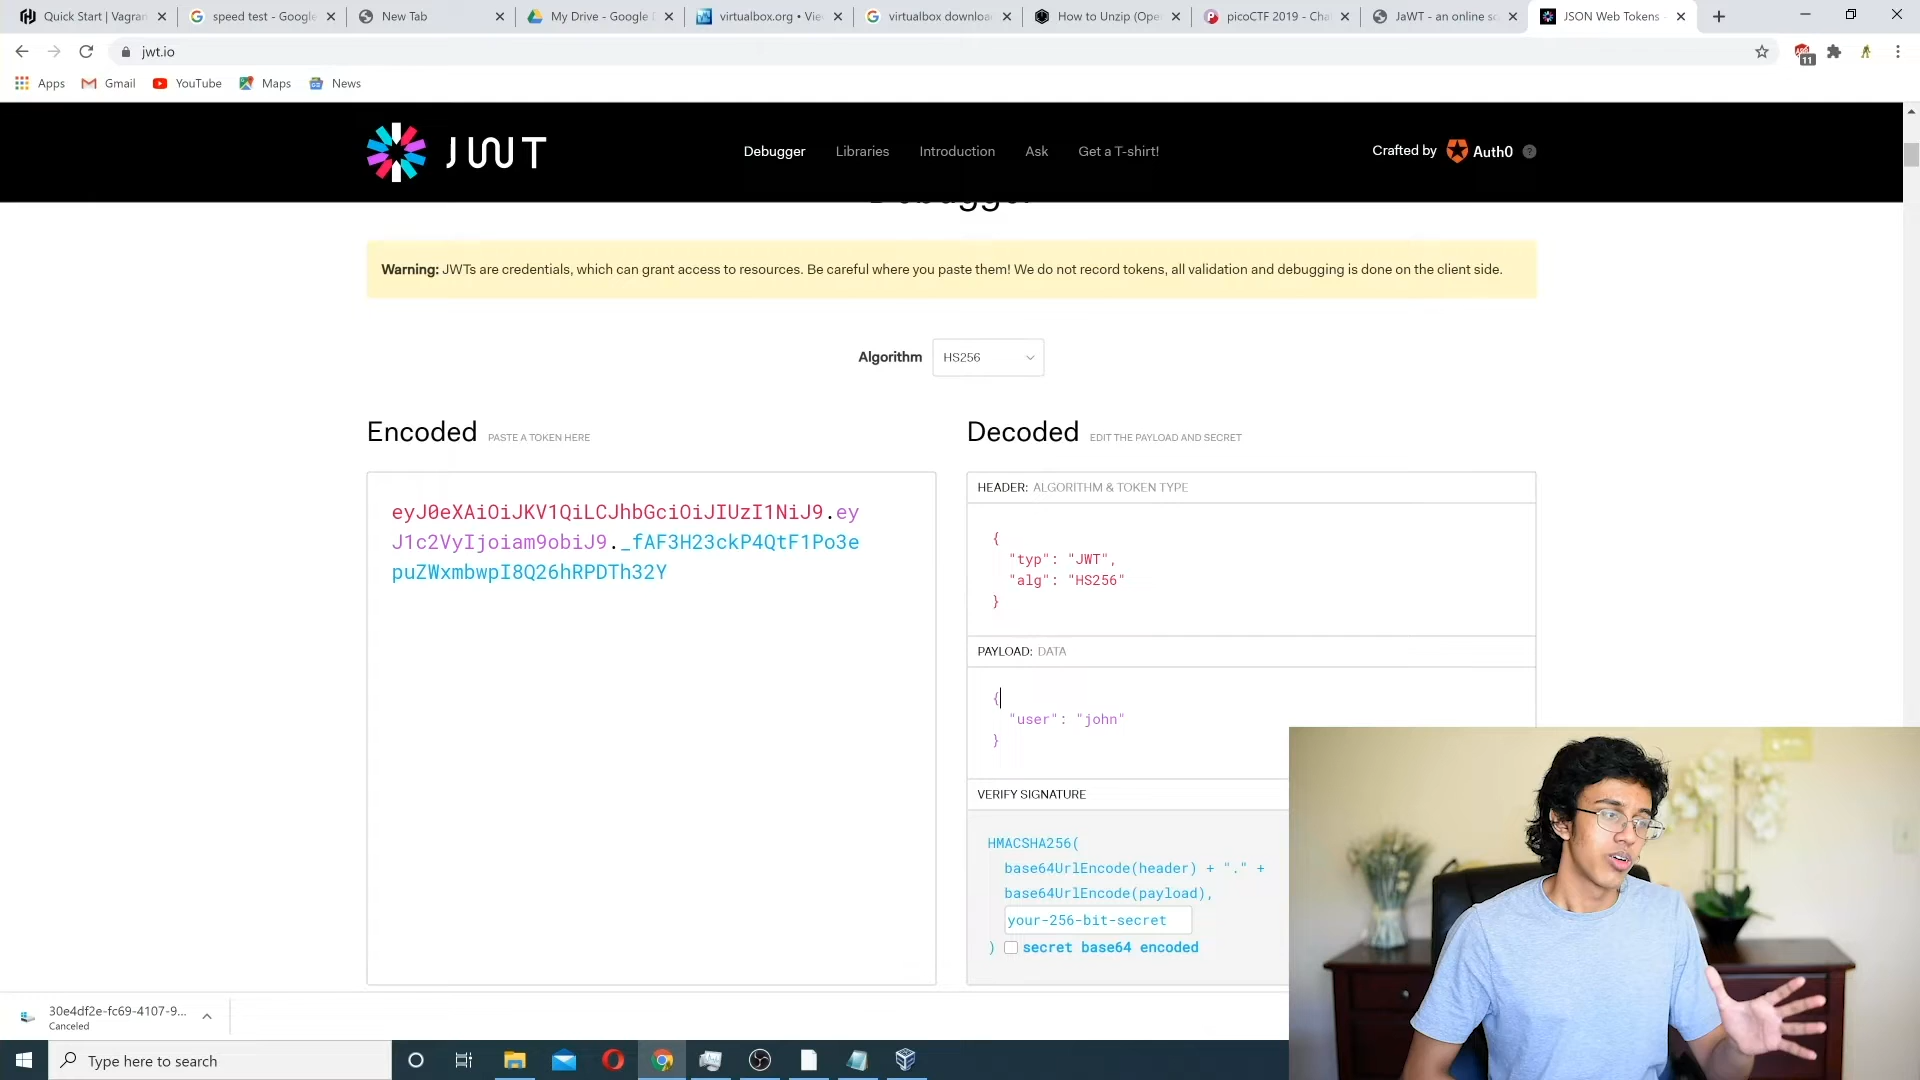 Quick Start | Vagran
speed test - Google
New Tab
My Drive - Google D
virtualbox.org • Vie
virtualbox downloa
How to Unzip (Ope
picoCTF 2019 - Cha
JaWT - an online sc
JSON Web Tokens -
jwt.io
11
Apps
Gmail
YouTube
Maps
News
JWT
Debugger
Libraries
Introduction
Ask
Get a T-shirt!
Crafted by
Auth0
?
Debugger
Warning: JWTs are credentials, which can grant access to resources. Be careful where you paste them! We do not record tokens, all validation and debugging is done on the client side.
Algorithm
HS256
Encoded PASTE A TOKEN HERE
eyJ0eXAiOiJKV1QiLCJhbGciOiJIUzI1NiJ9.ey
J1c2VyIjoiam9obiJ9._fAF3H23ckP4QtF1Po3e
puZWxmbwpI8Q26hRPDTh32Y
Decoded EDIT THE PAYLOAD AND SECRET
HEADER: ALGORITHM & TOKEN TYPE
{
"typ": "JWT",
"alg": "HS256"
}
PAYLOAD: DATA
{
"user": "john"
}
VERIFY SIGNATURE
HMACSHA256(
base64UrlEncode(header) + "." +
base64UrlEncode(payload),
your-256-bit-secret
) secret base64 encoded
30e4df2e-fc69-4107-9...
Canceled
Type here to search